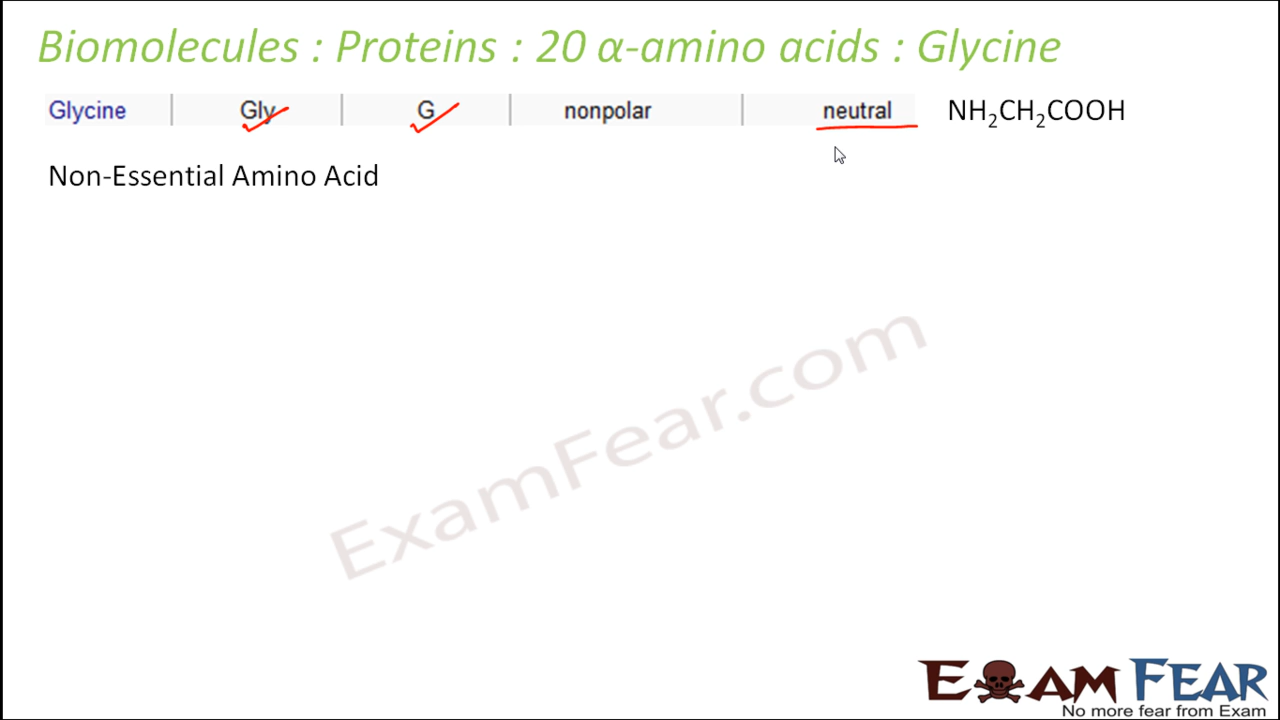 Biomolecules : Proteins : 20 α-amino acids : Glycine
Glycine Gly G nonpolar neutral NH₂CH₂COOH
Non-Essential Amino Acid
ExamFear.com
EXAM FEAR
No more fear from Exam